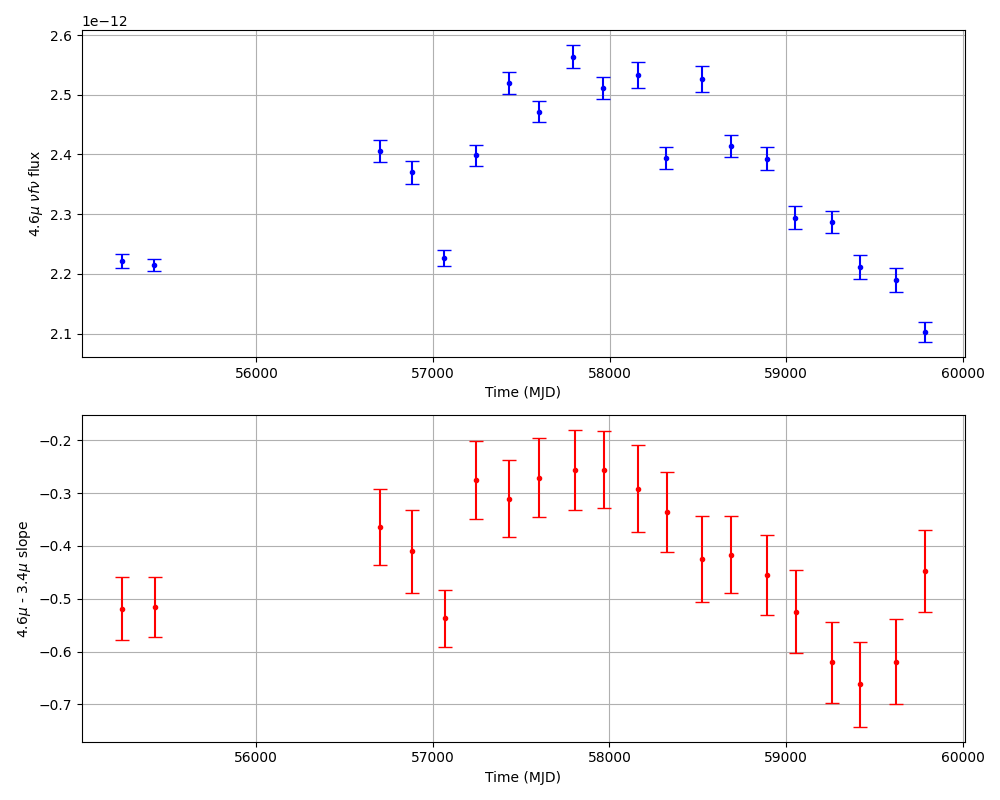 1e−12
2.6
2.5
2.4
2.3
2.2
2.1
4.6μ νfν flux
56000 57000 58000 59000 60000
Time (MJD)
−0.2
−0.3
−0.4
−0.5
−0.6
−0.7
4.6μ - 3.4μ slope
56000 57000 58000 59000 60000
Time (MJD)